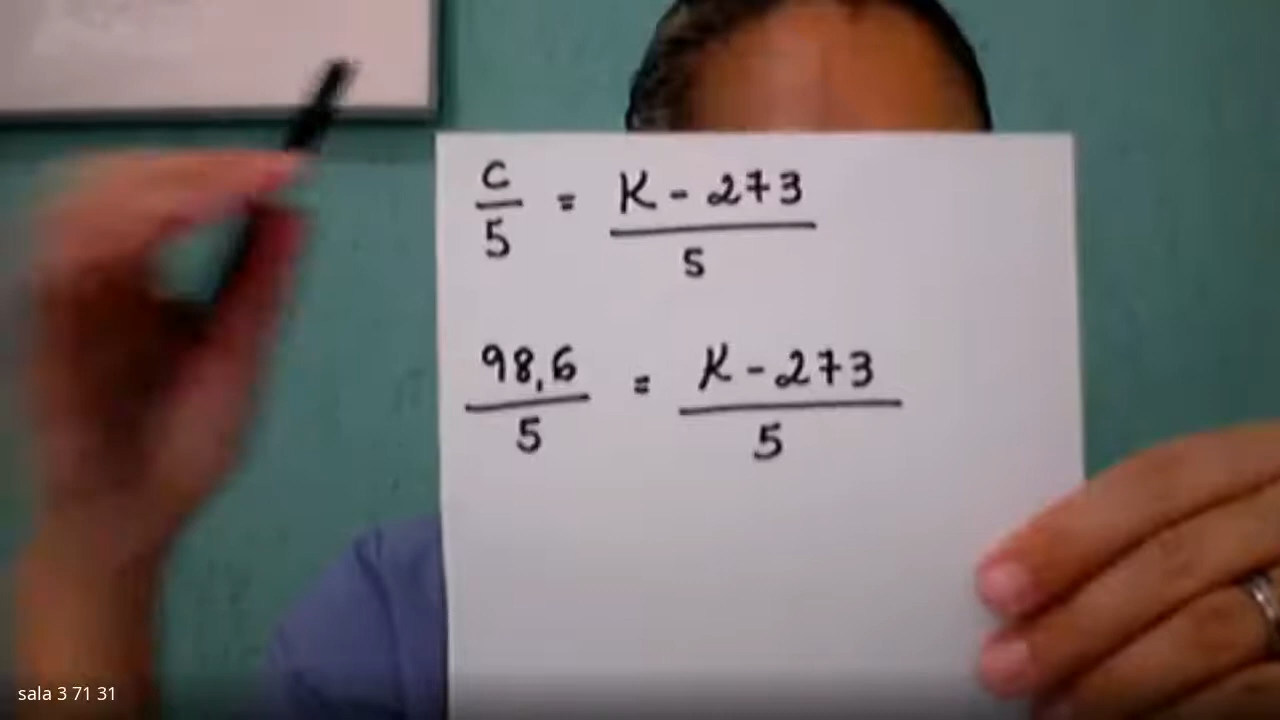 C/5 = K - 273/5
98,6/5 = K - 273/5
sala 3 71 31